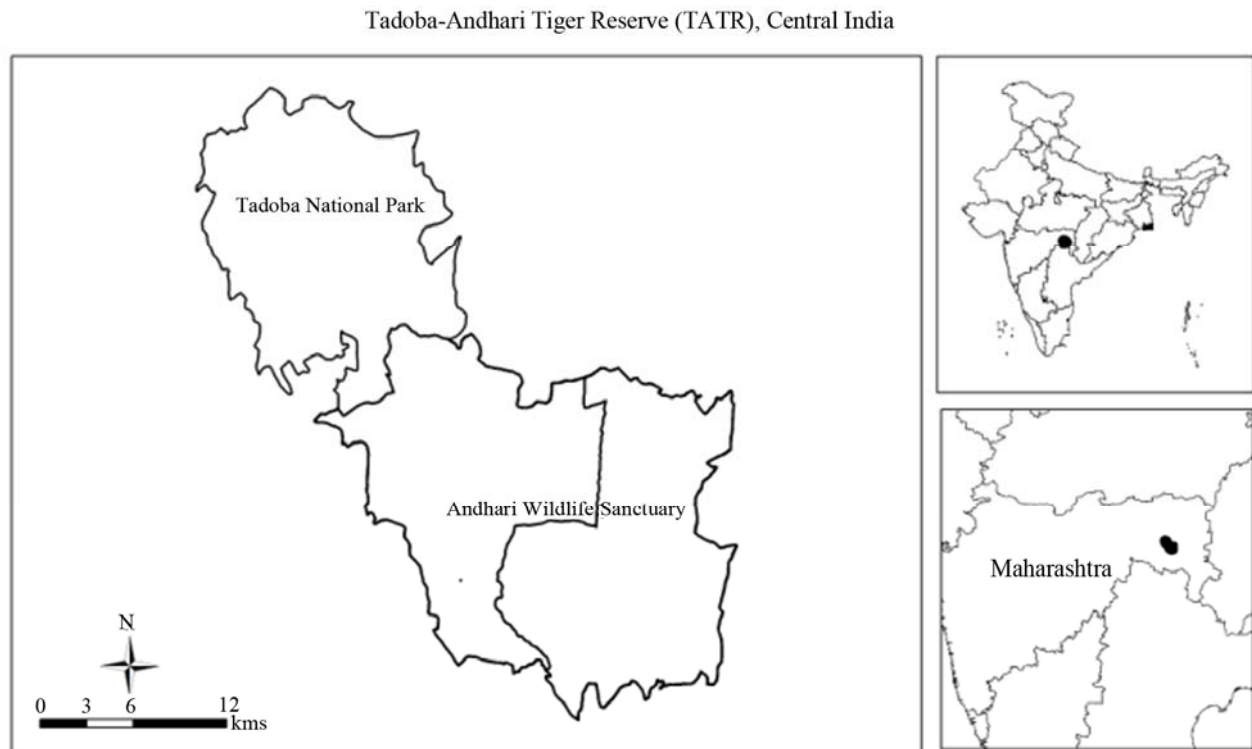 Tadoba-Andhari Tiger Reserve (TATR), Central India
Tadoba National Park
Andhari Wildlife Sanctuary
Maharashtra
N
0 3 6 12
kms